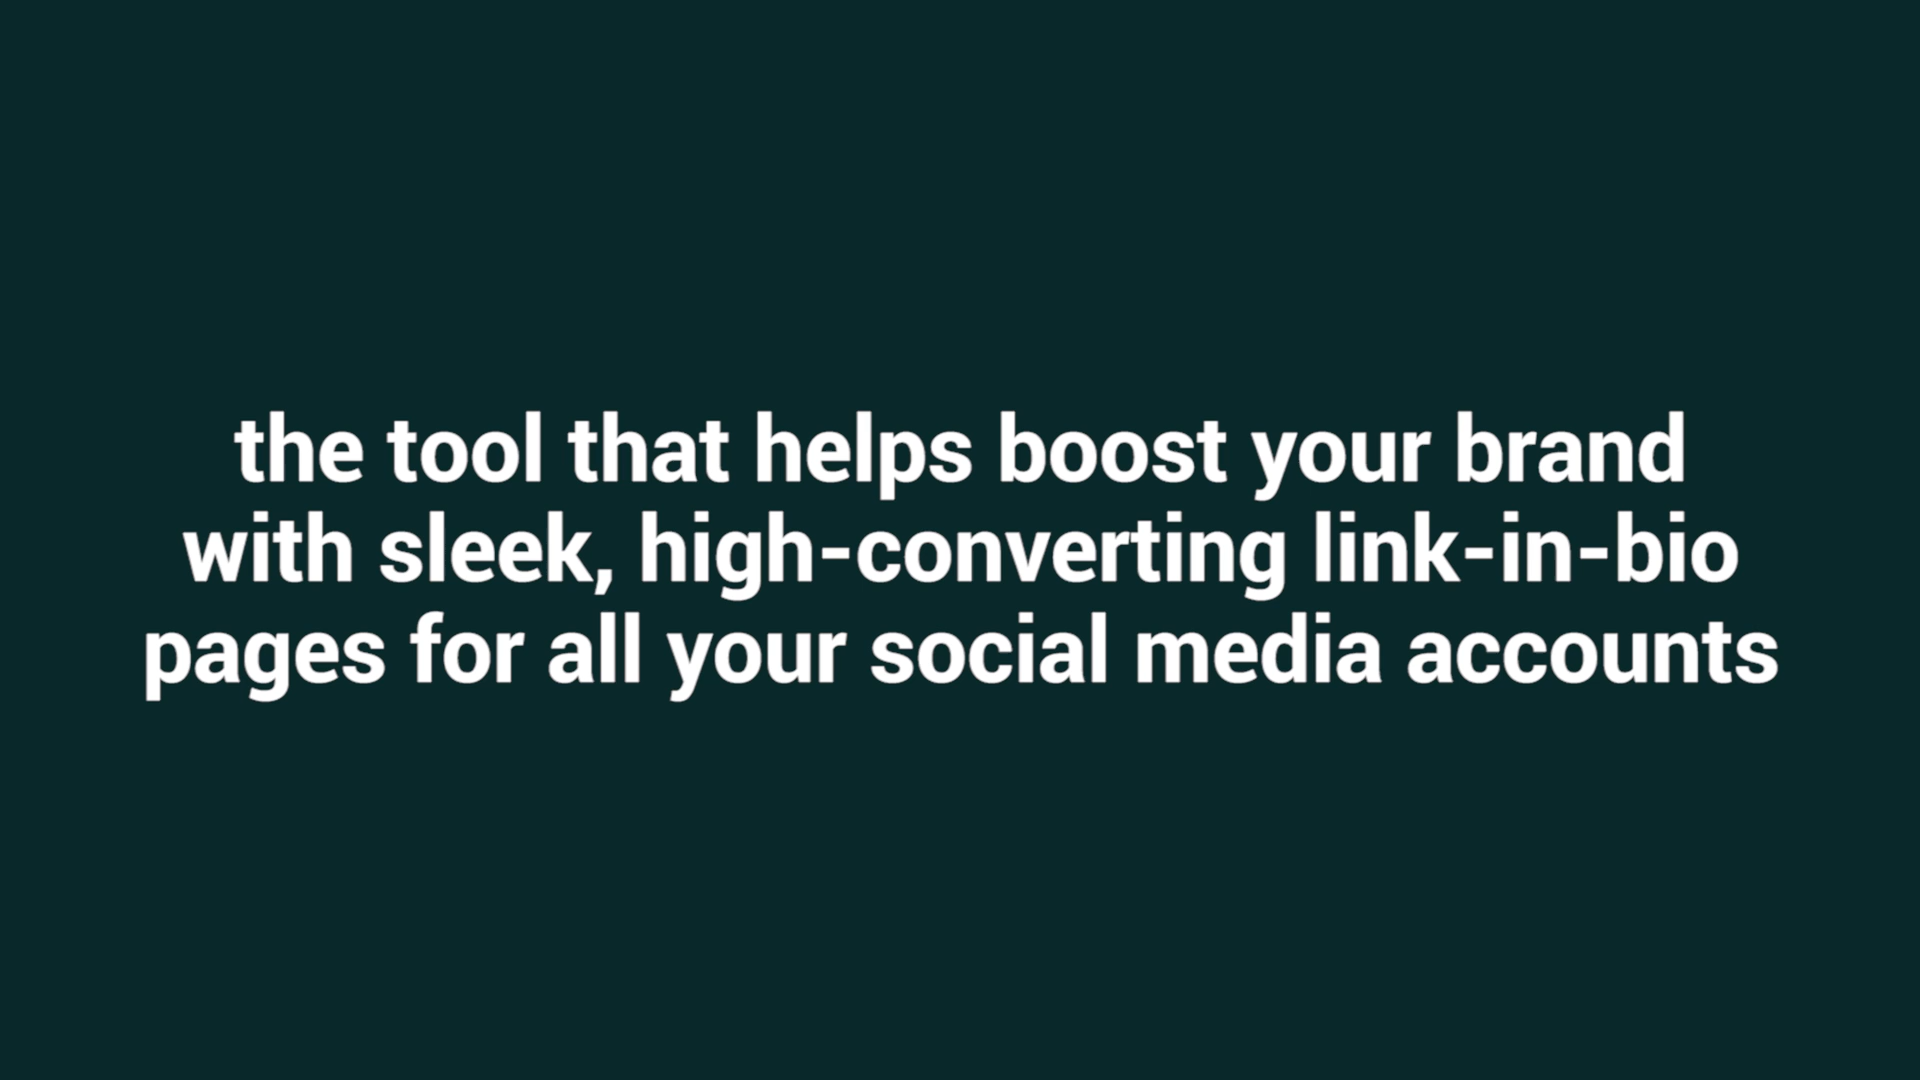 the tool that helps boost your brand
with sleek, high-converting link-in-bio
pages for all your social media accounts